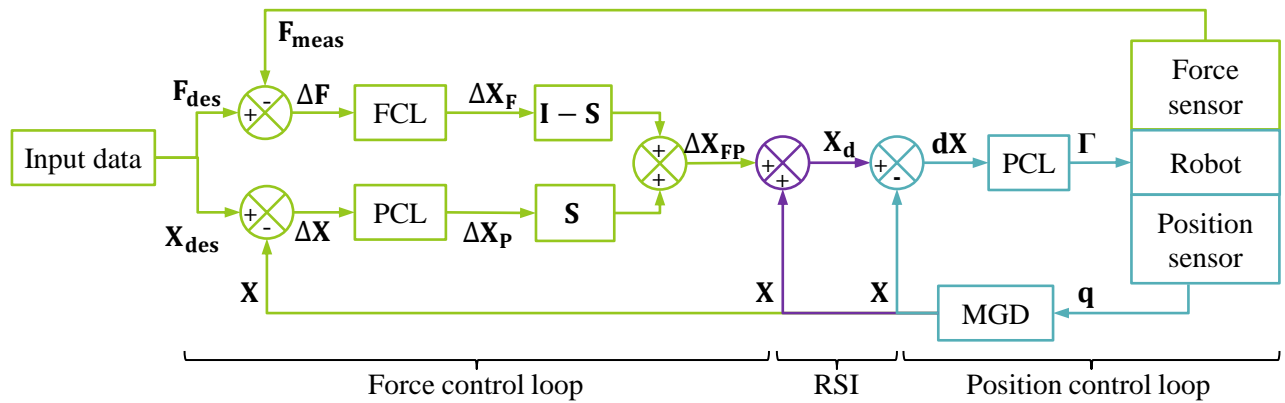 F_meas
Force
sensor
F_des
-
+
ΔF
FCL
ΔX_F
I − S
Input data
+
+
ΔX_FP
+
+
X_d
+
-
dX
PCL
Γ
Robot
+
-
X_des
ΔX
PCL
ΔX_P
S
Position
sensor
X
X
X
MGD
q
Force control loop
RSI
Position control loop